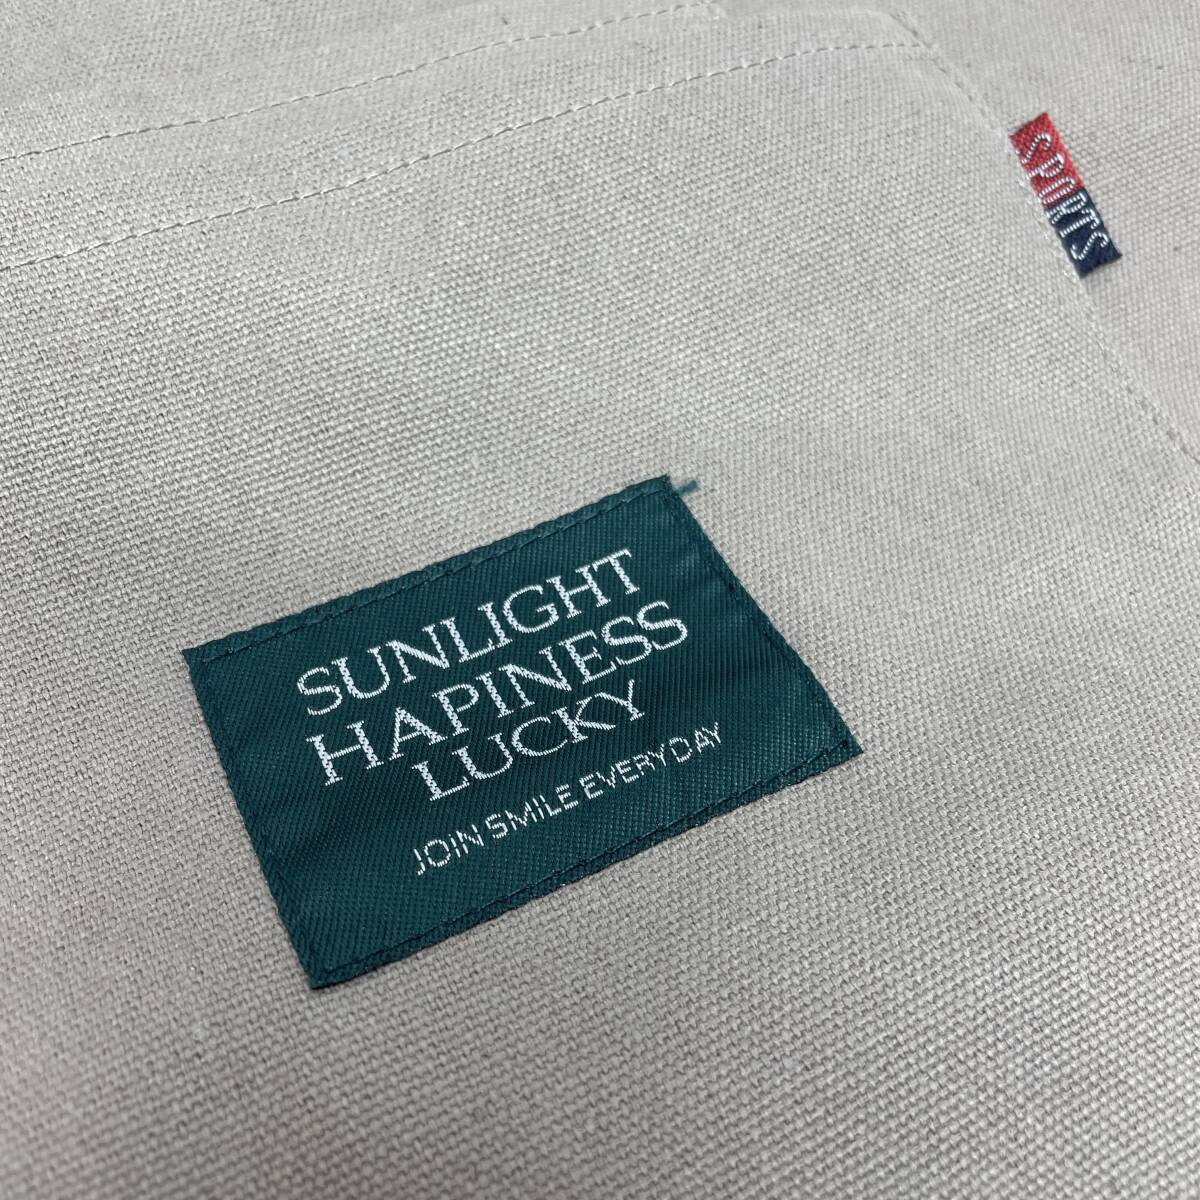 SPORTS
SUNLIGHT
HAPINESS
LUCKY
JOIN SMILE EVERYDAY